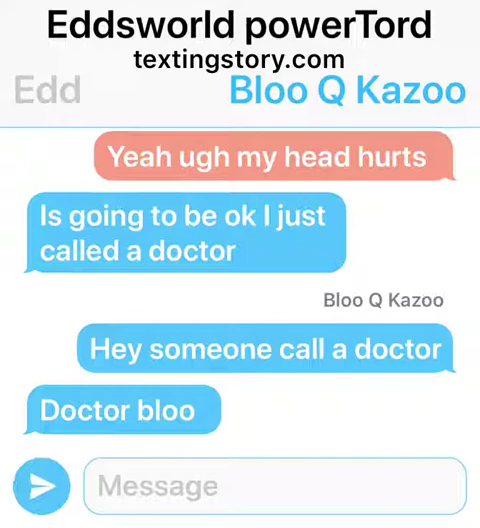 Eddsworld powerTord
textingstory.com
Edd Bloo Q Kazoo
Yeah ugh my head hurts
Is going to be ok I just
called a doctor
Bloo Q Kazoo
Hey someone call a doctor
Doctor bloo
Message